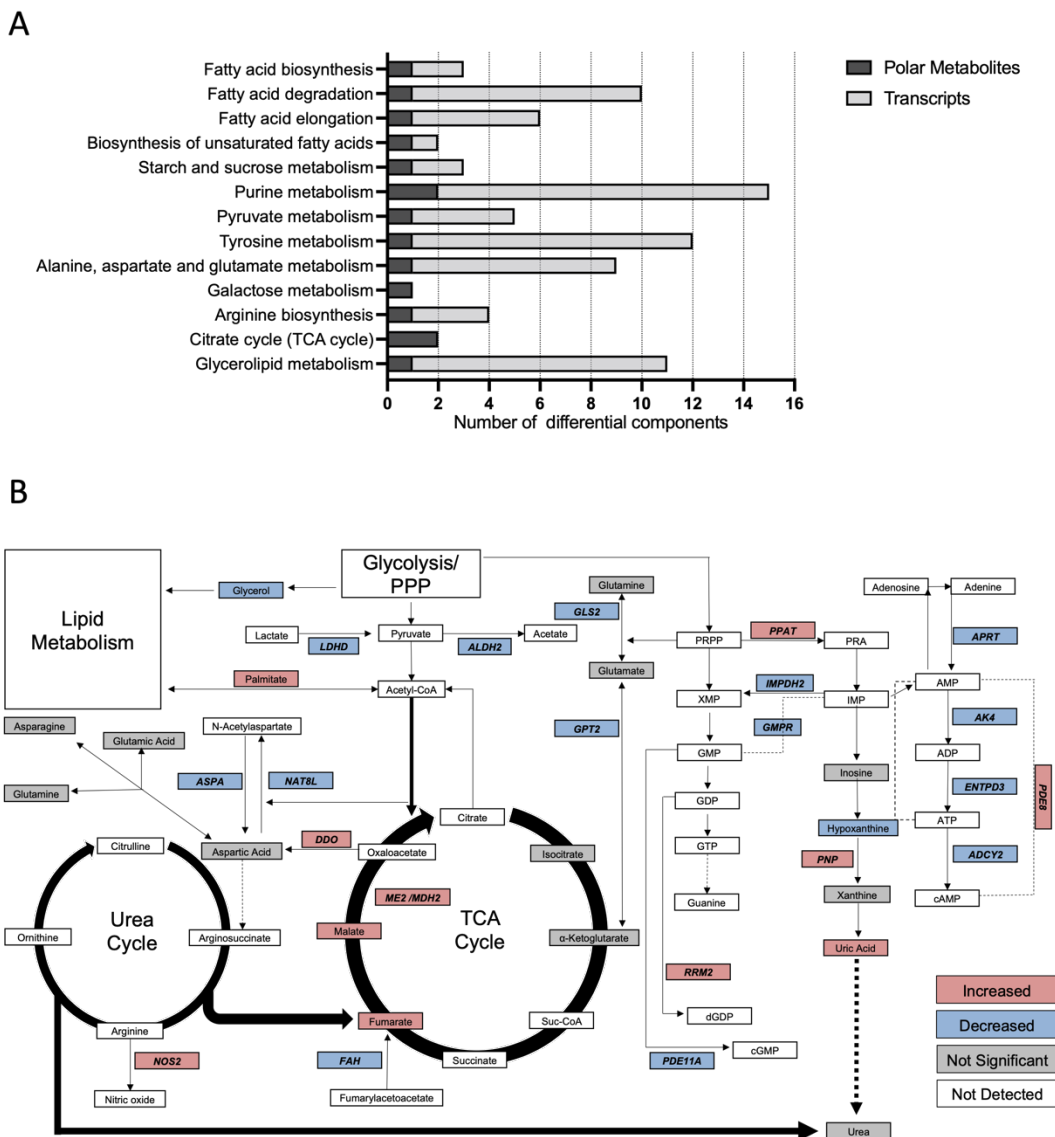 A
Fatty acid biosynthesis
Fatty acid degradation
Fatty acid elongation
Biosynthesis of unsaturated fatty acids
Starch and sucrose metabolism
Purine metabolism
Pyruvate metabolism
Tyrosine metabolism
Alanine, aspartate and glutamate metabolism
Galactose metabolism
Arginine biosynthesis
Citrate cycle (TCA cycle)
Glycerolipid metabolism
0 2 4 6 8 10 12 14 16
Number of differential components
Polar Metabolites
Transcripts
B
Lipid
Metabolism
Glycerol
Glycolysis/
PPP
Lactate
LDHD
Pyruvate
ALDH2
Acetate
Palmitate
Acetyl-CoA
Glutamine
GLS2
Glutamate
GPT2
PRPP
PPAT
PRA
XMP
IMPDH2
IMP
GMPR
GMP
GDP
GTP
Guanine
RRM2
dGDP
PDE11A
cGMP
Adenosine
Adenine
APRT
AMP
AK4
ADP
ENTPD3
ATP
ADCY2
cAMP
PDE8
Inosine
Hypoxanthine
PNP
Xanthine
Uric Acid
Urea
Asparagine
Glutamic Acid
Glutamine
N-Acetylaspartate
ASPA
NAT8L
Aspartic Acid
DDO
Oxaloacetate
Citrate
Isocitrate
ME2 /MDH2
TCA
Cycle
Malate
α-Ketoglutarate
Fumarate
Suc-CoA
Succinate
FAH
Fumarylacetoacetate
Citrulline
Urea
Cycle
Ornithine
Arginosuccinate
Arginine
NOS2
Nitric oxide
Increased
Decreased
Not Significant
Not Detected